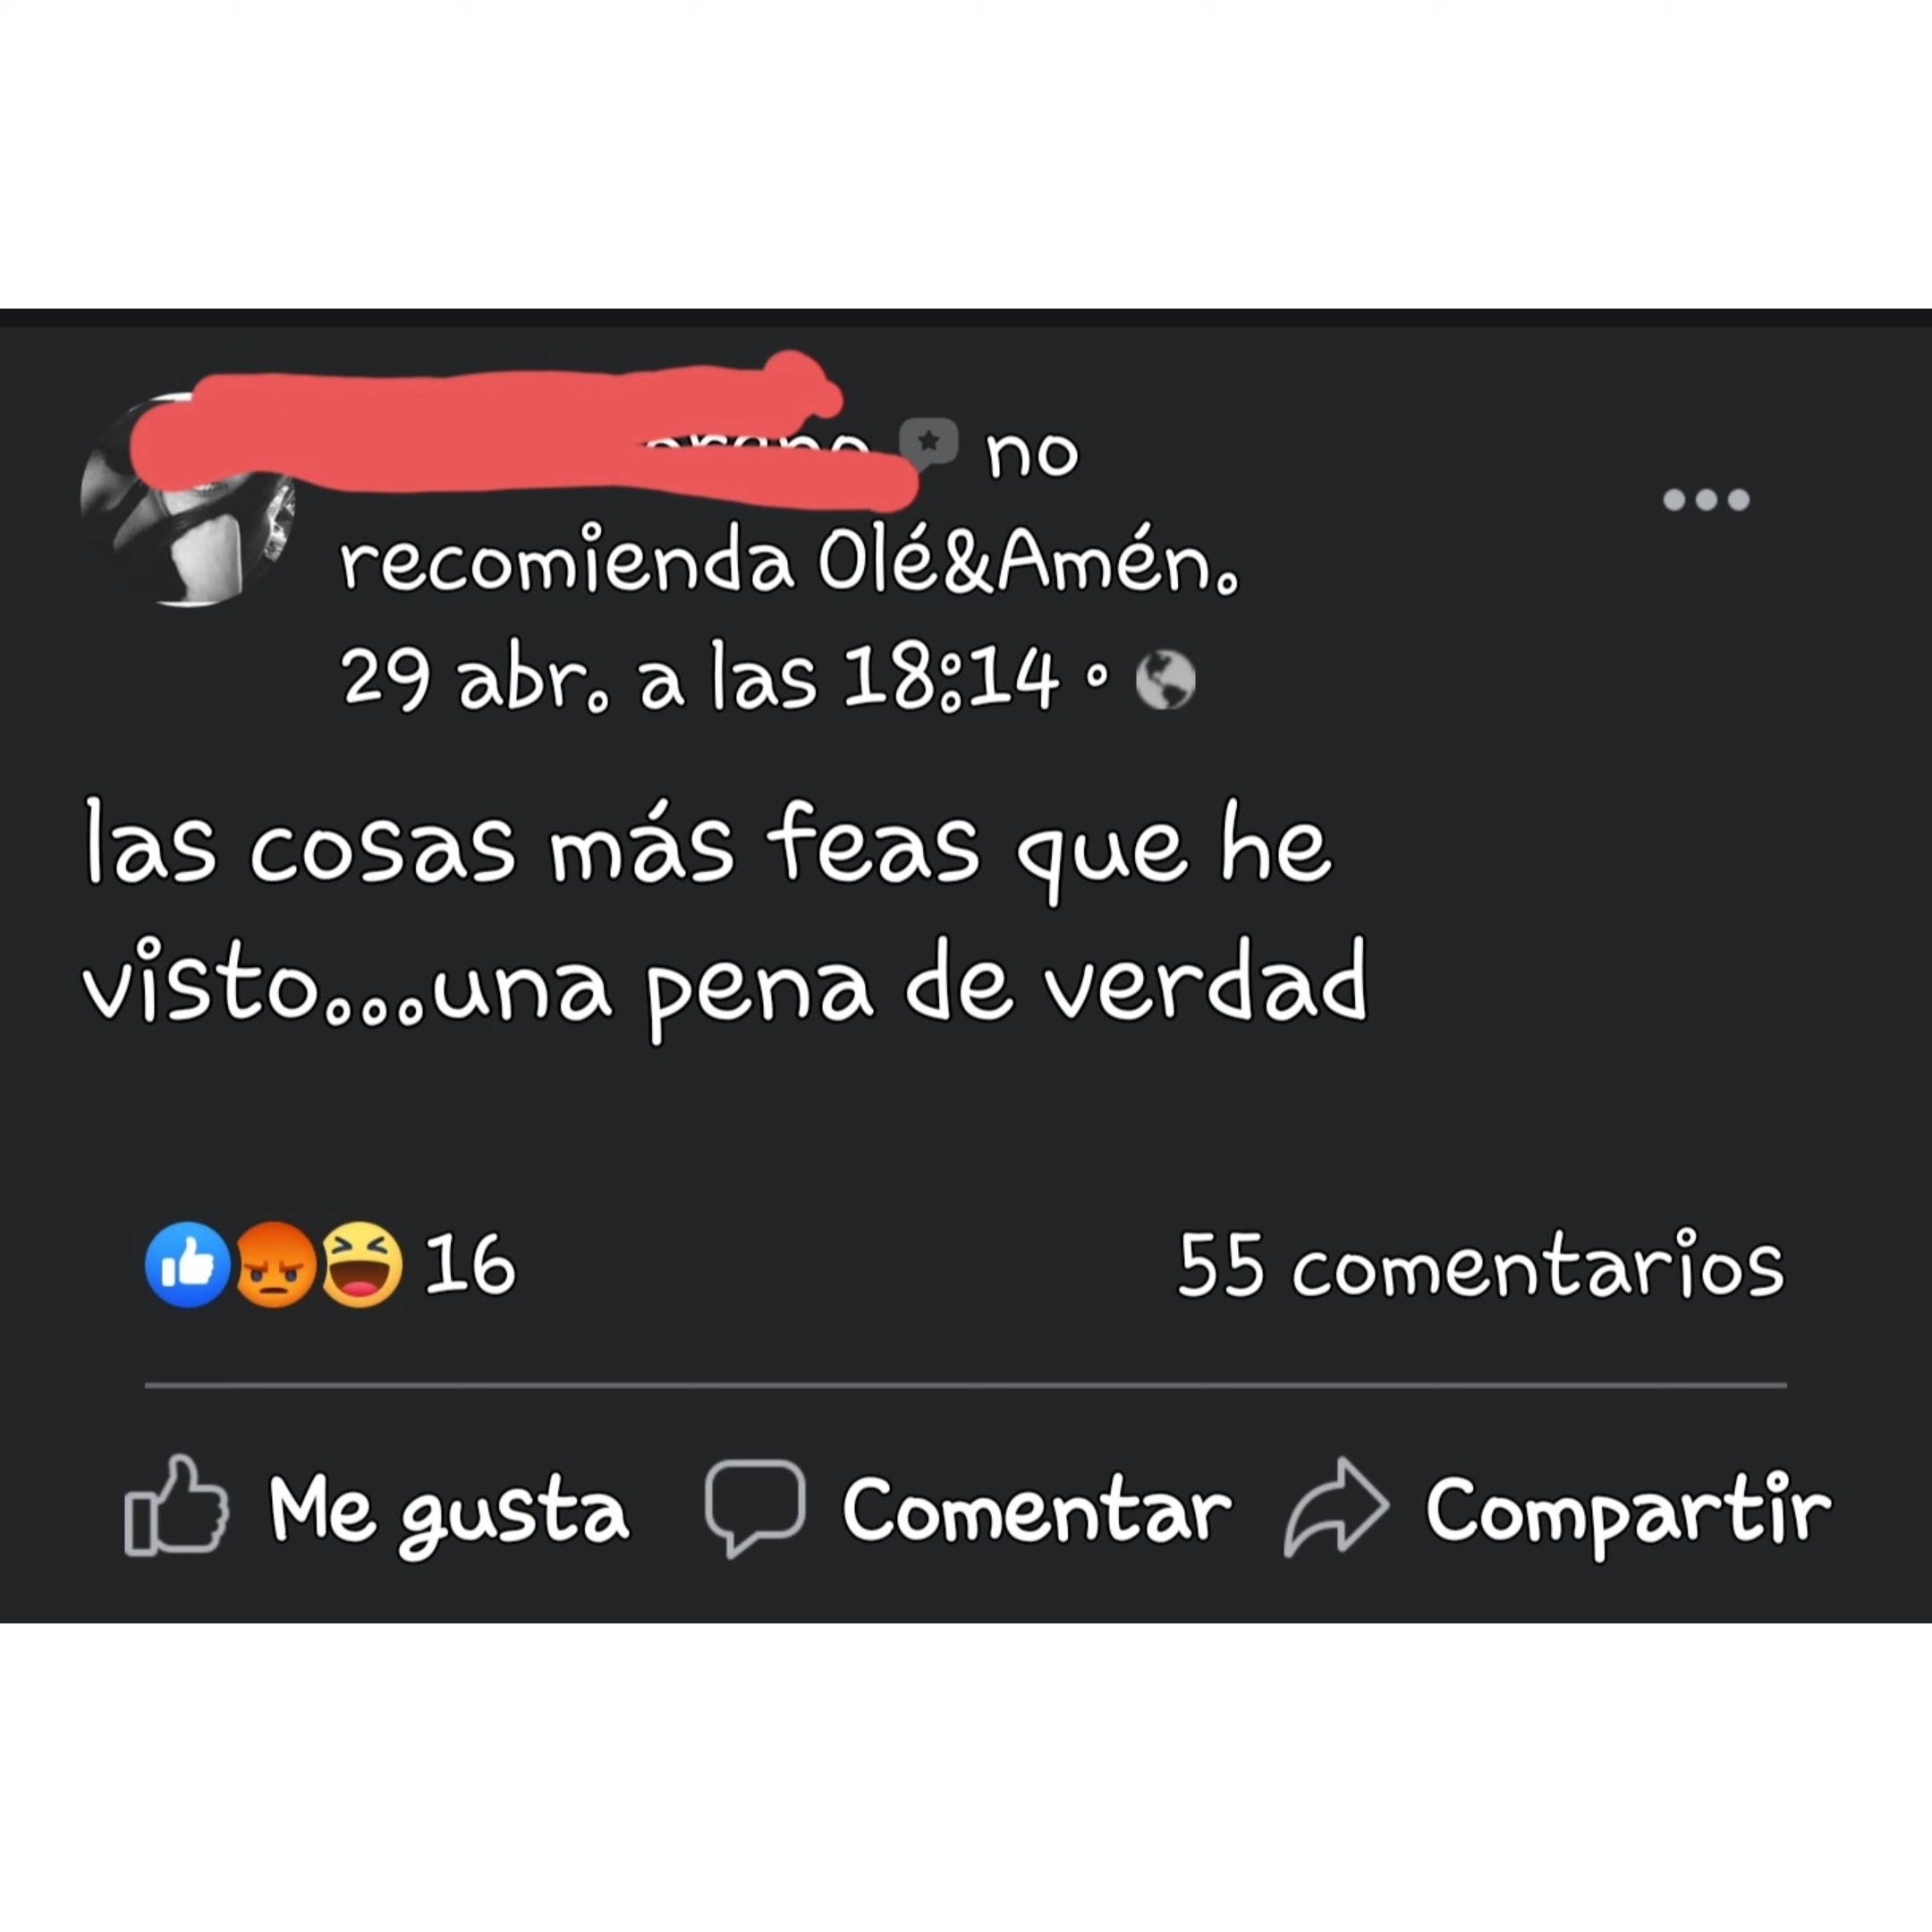 no
recomienda Olé&Amén.
29 abr. a las 18:14 •
las cosas más feas que he
visto...una pena de verdad
16 55 comentarios
Me gusta Comentar Compartir